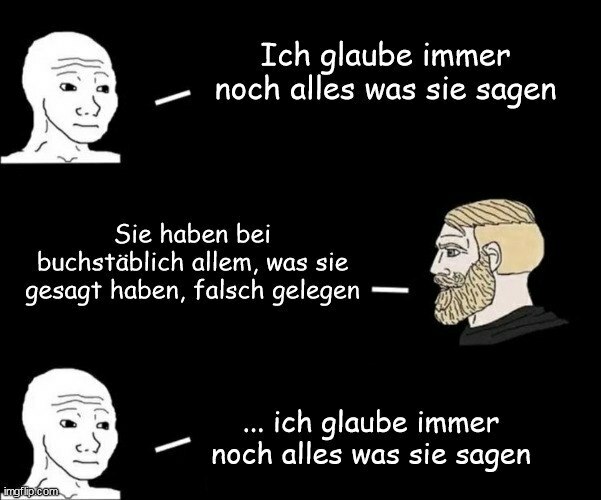 Ich glaube immer
noch alles was sie sagen
Sie haben bei
buchstäblich allem, was sie
gesagt haben, falsch gelegen
... ich glaube immer
noch alles was sie sagen
imgflip.com